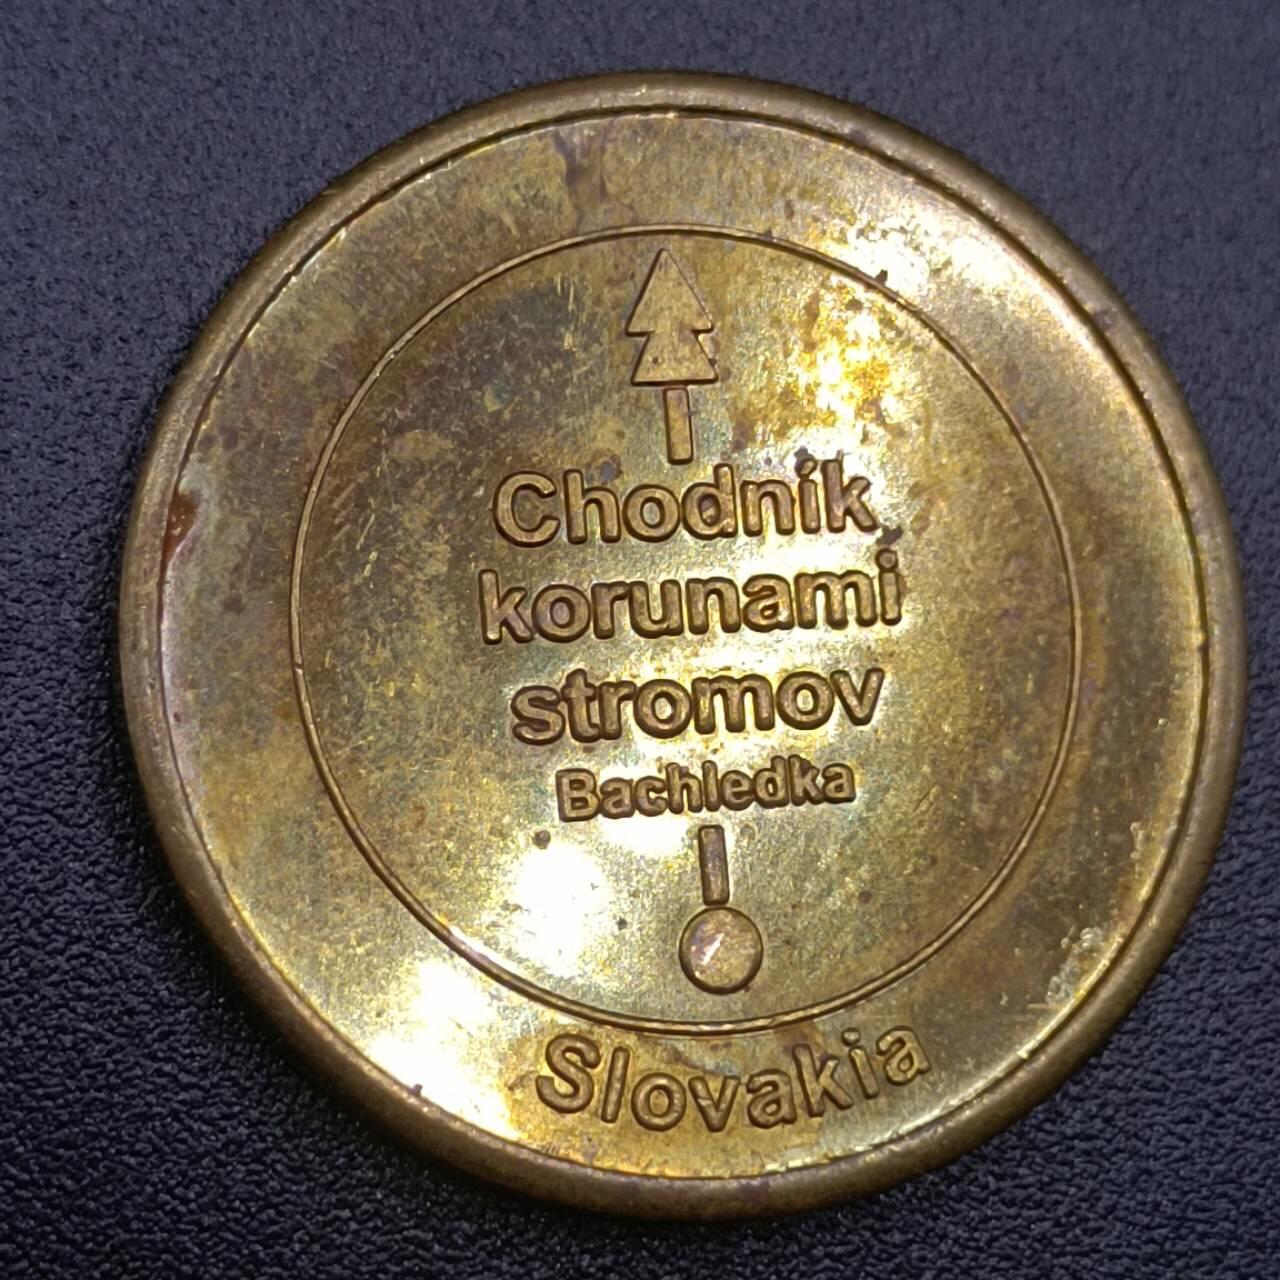 Chodník
korunami
stromov
Bachledka
Slovakia